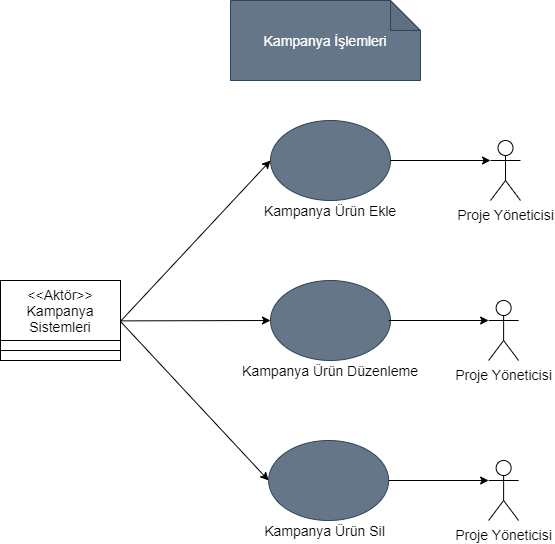 Kampanya İşlemleri
Kampanya Ürün Ekle
Proje Yöneticisi
<<Aktör>>
Kampanya
Sistemleri
Kampanya Ürün Düzenleme
Proje Yöneticisi
Kampanya Ürün Sil
Proje Yöneticisi